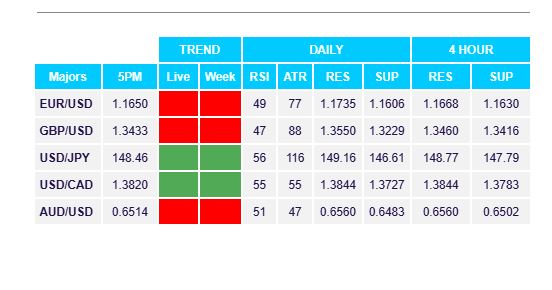 TREND DAILY 4 HOUR
Majors 5PM Live Week RSI ATR RES SUP RES SUP
EUR/USD 1.1650 49 77 1.1735 1.1606 1.1668 1.1630
GBP/USD 1.3433 47 88 1.3550 1.3229 1.3460 1.3416
USD/JPY 148.46 56 116 149.16 146.61 148.77 147.79
USD/CAD 1.3820 55 55 1.3844 1.3727 1.3844 1.3783
AUD/USD 0.6514 51 47 0.6560 0.6483 0.6560 0.6502